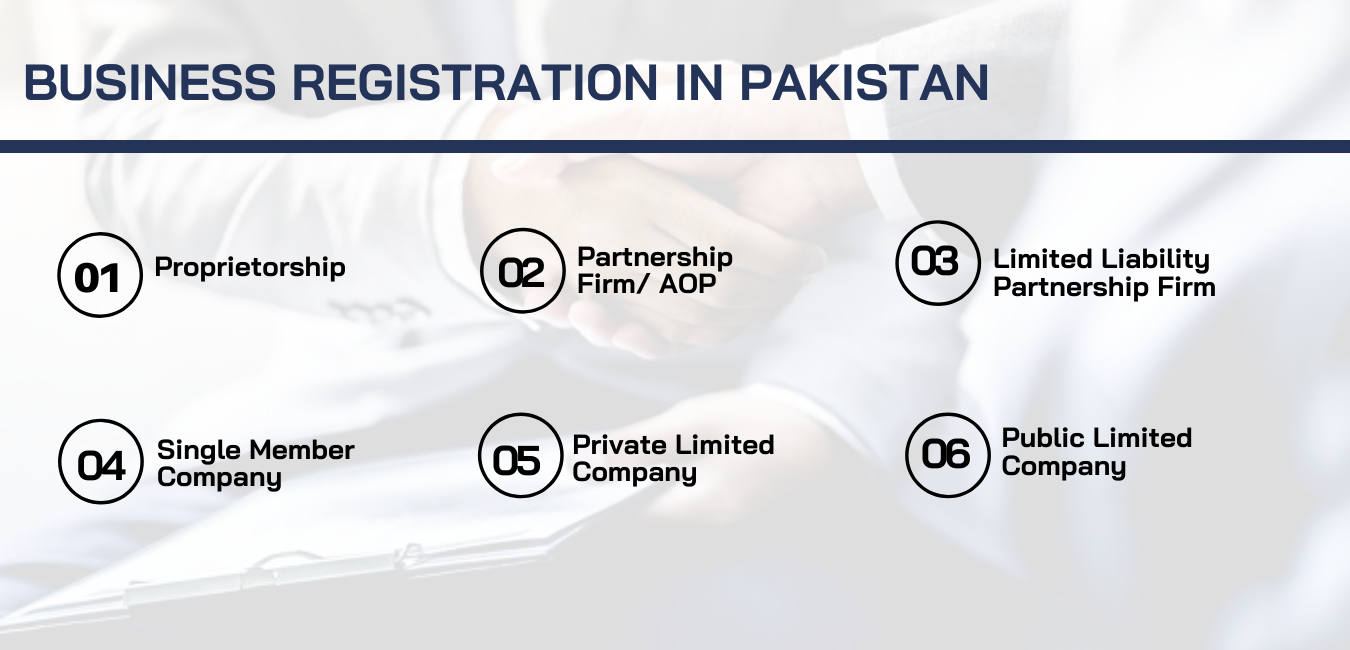 BUSINESS REGISTRATION IN PAKISTAN
01
Proprietorship
02
Partnership
Firm/ AOP
03
Limited Liability
Partnership Firm
04
Single Member
Company
05
Private Limited
Company
06
Public Limited
Company